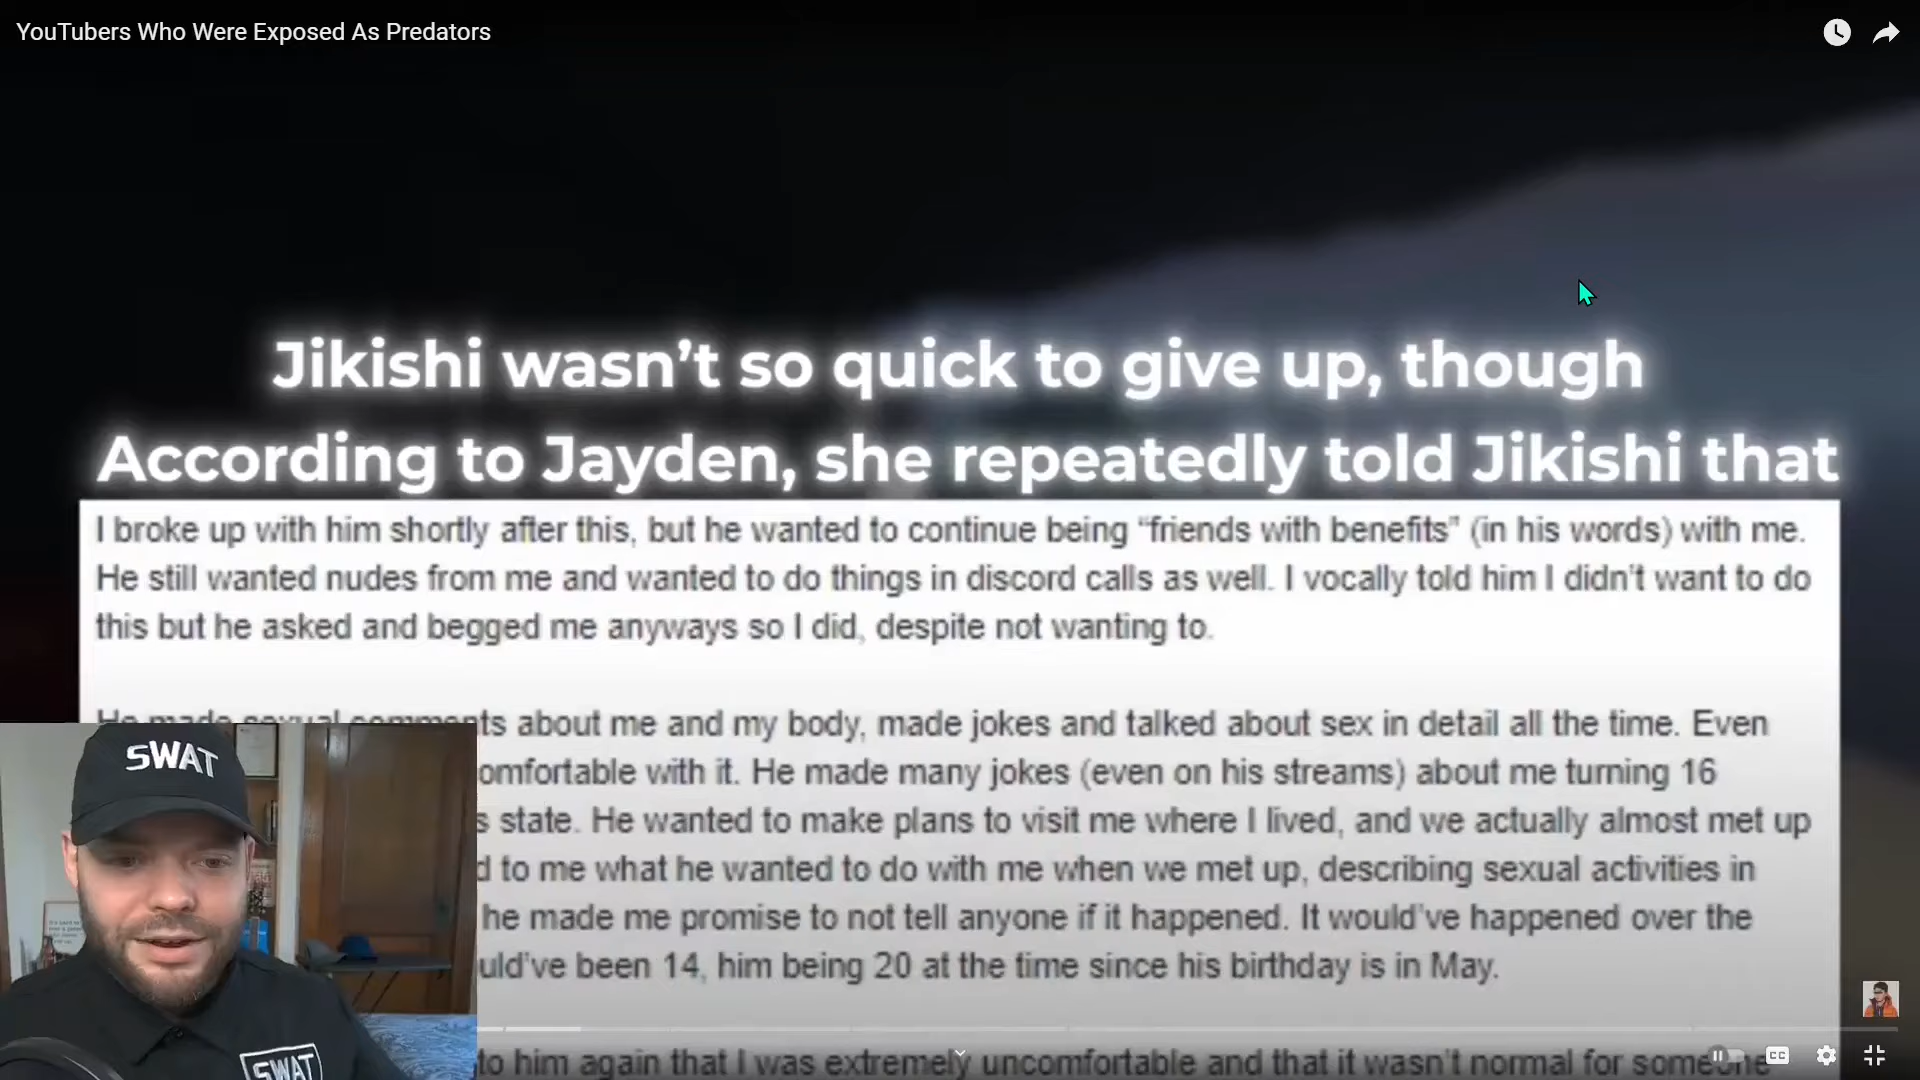 YouTubers Who Were Exposed As Predators
Jikishi wasn't so quick to give up, though
According to Jayden, she repeatedly told Jikishi that
I broke up with him shortly after this, but he wanted to continue being “friends with benefits” (in his words) with me.
He still wanted nudes from me and wanted to do things in discord calls as well. I vocally told him I didn't want to do
this but he asked and begged me anyways so I did, despite not wanting to.
He made sexual comments about me and my body, made jokes and talked about sex in detail all the time. Even
omfortable with it. He made many jokes (even on his streams) about me turning 16
s state. He wanted to make plans to visit me where I lived, and we actually almost met up
d to me what he wanted to do with me when we met up, describing sexual activities in
he made me promise to not tell anyone if it happened. It would've happened over the
uld've been 14, him being 20 at the time since his birthday is in May.
to him again that I was extremely uncomfortable and that it wasn't normal for someone
SWAT
SWAT
CC